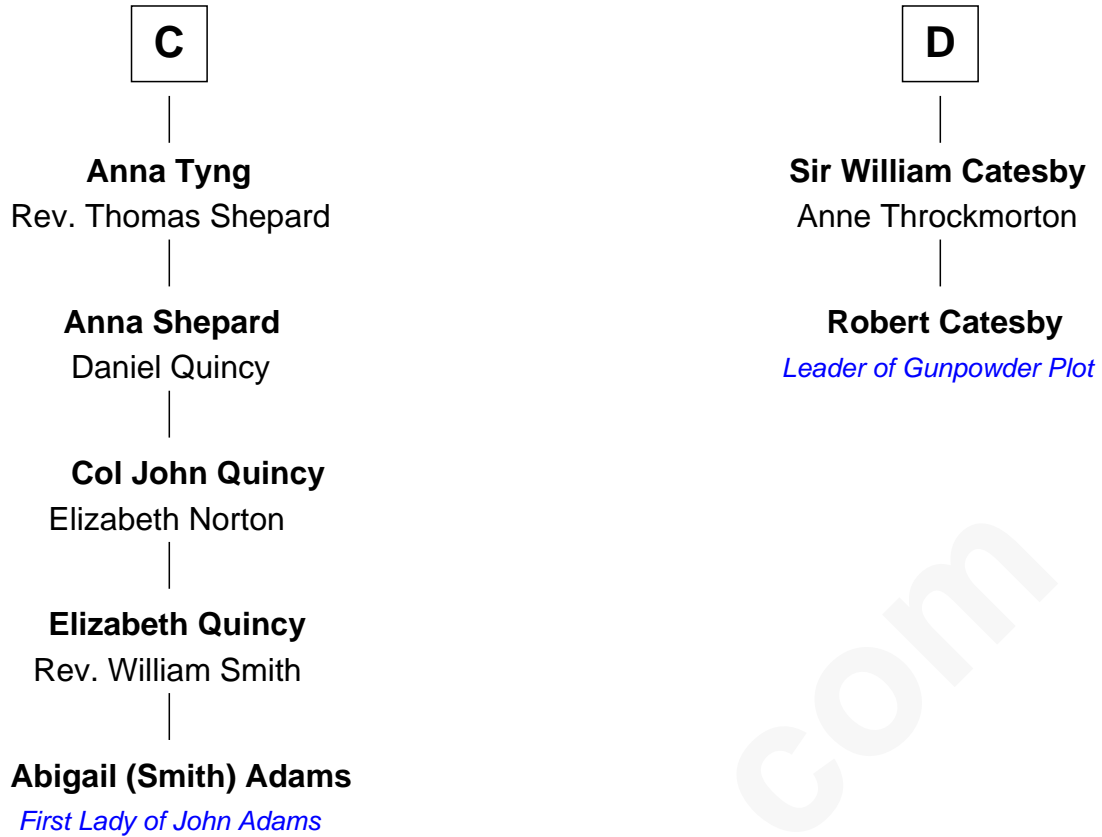 C
Anna Tyng
Rev. Thomas Shepard
Anna Shepard
Daniel Quincy
Col John Quincy
Elizabeth Norton
Elizabeth Quincy
Rev. William Smith
Abigail (Smith) Adams
First Lady of John Adams
D
Sir William Catesby
Anne Throckmorton
Robert Catesby
Leader of Gunpowder Plot
com